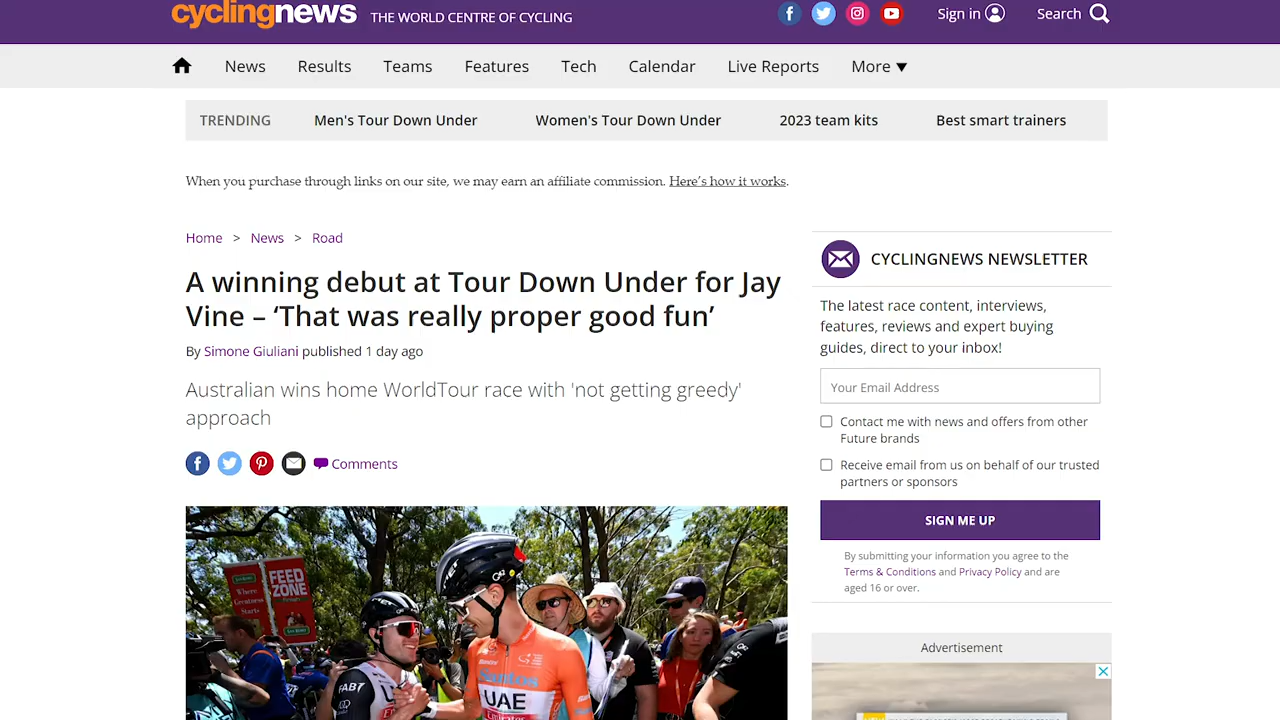 cyclingnews THE WORLD CENTRE OF CYCLING
Sign in
Search
News Results Teams Features Tech Calendar Live Reports More
TRENDING Men's Tour Down Under Women's Tour Down Under 2023 team kits Best smart trainers
When you purchase through links on our site, we may earn an affiliate commission. Here's how it works.
Home > News > Road
A winning debut at Tour Down Under for Jay
Vine – ‘That was really proper good fun’
By Simone Giuliani published 1 day ago
Australian wins home WorldTour race with 'not getting greedy'
approach
Comments
FEED
ZONE
Where
Greatness
Starts
FAB7
Santos
UAE
Emirates
CYCLINGNEWS NEWSLETTER
The latest race content, interviews,
features, reviews and expert buying
guides, direct to your inbox!
Your Email Address
Contact me with news and offers from other
Future brands
Receive email from us on behalf of our trusted
partners or sponsors
SIGN ME UP
By submitting your information you agree to the
Terms & Conditions and Privacy Policy and are
aged 16 or over.
Advertisement